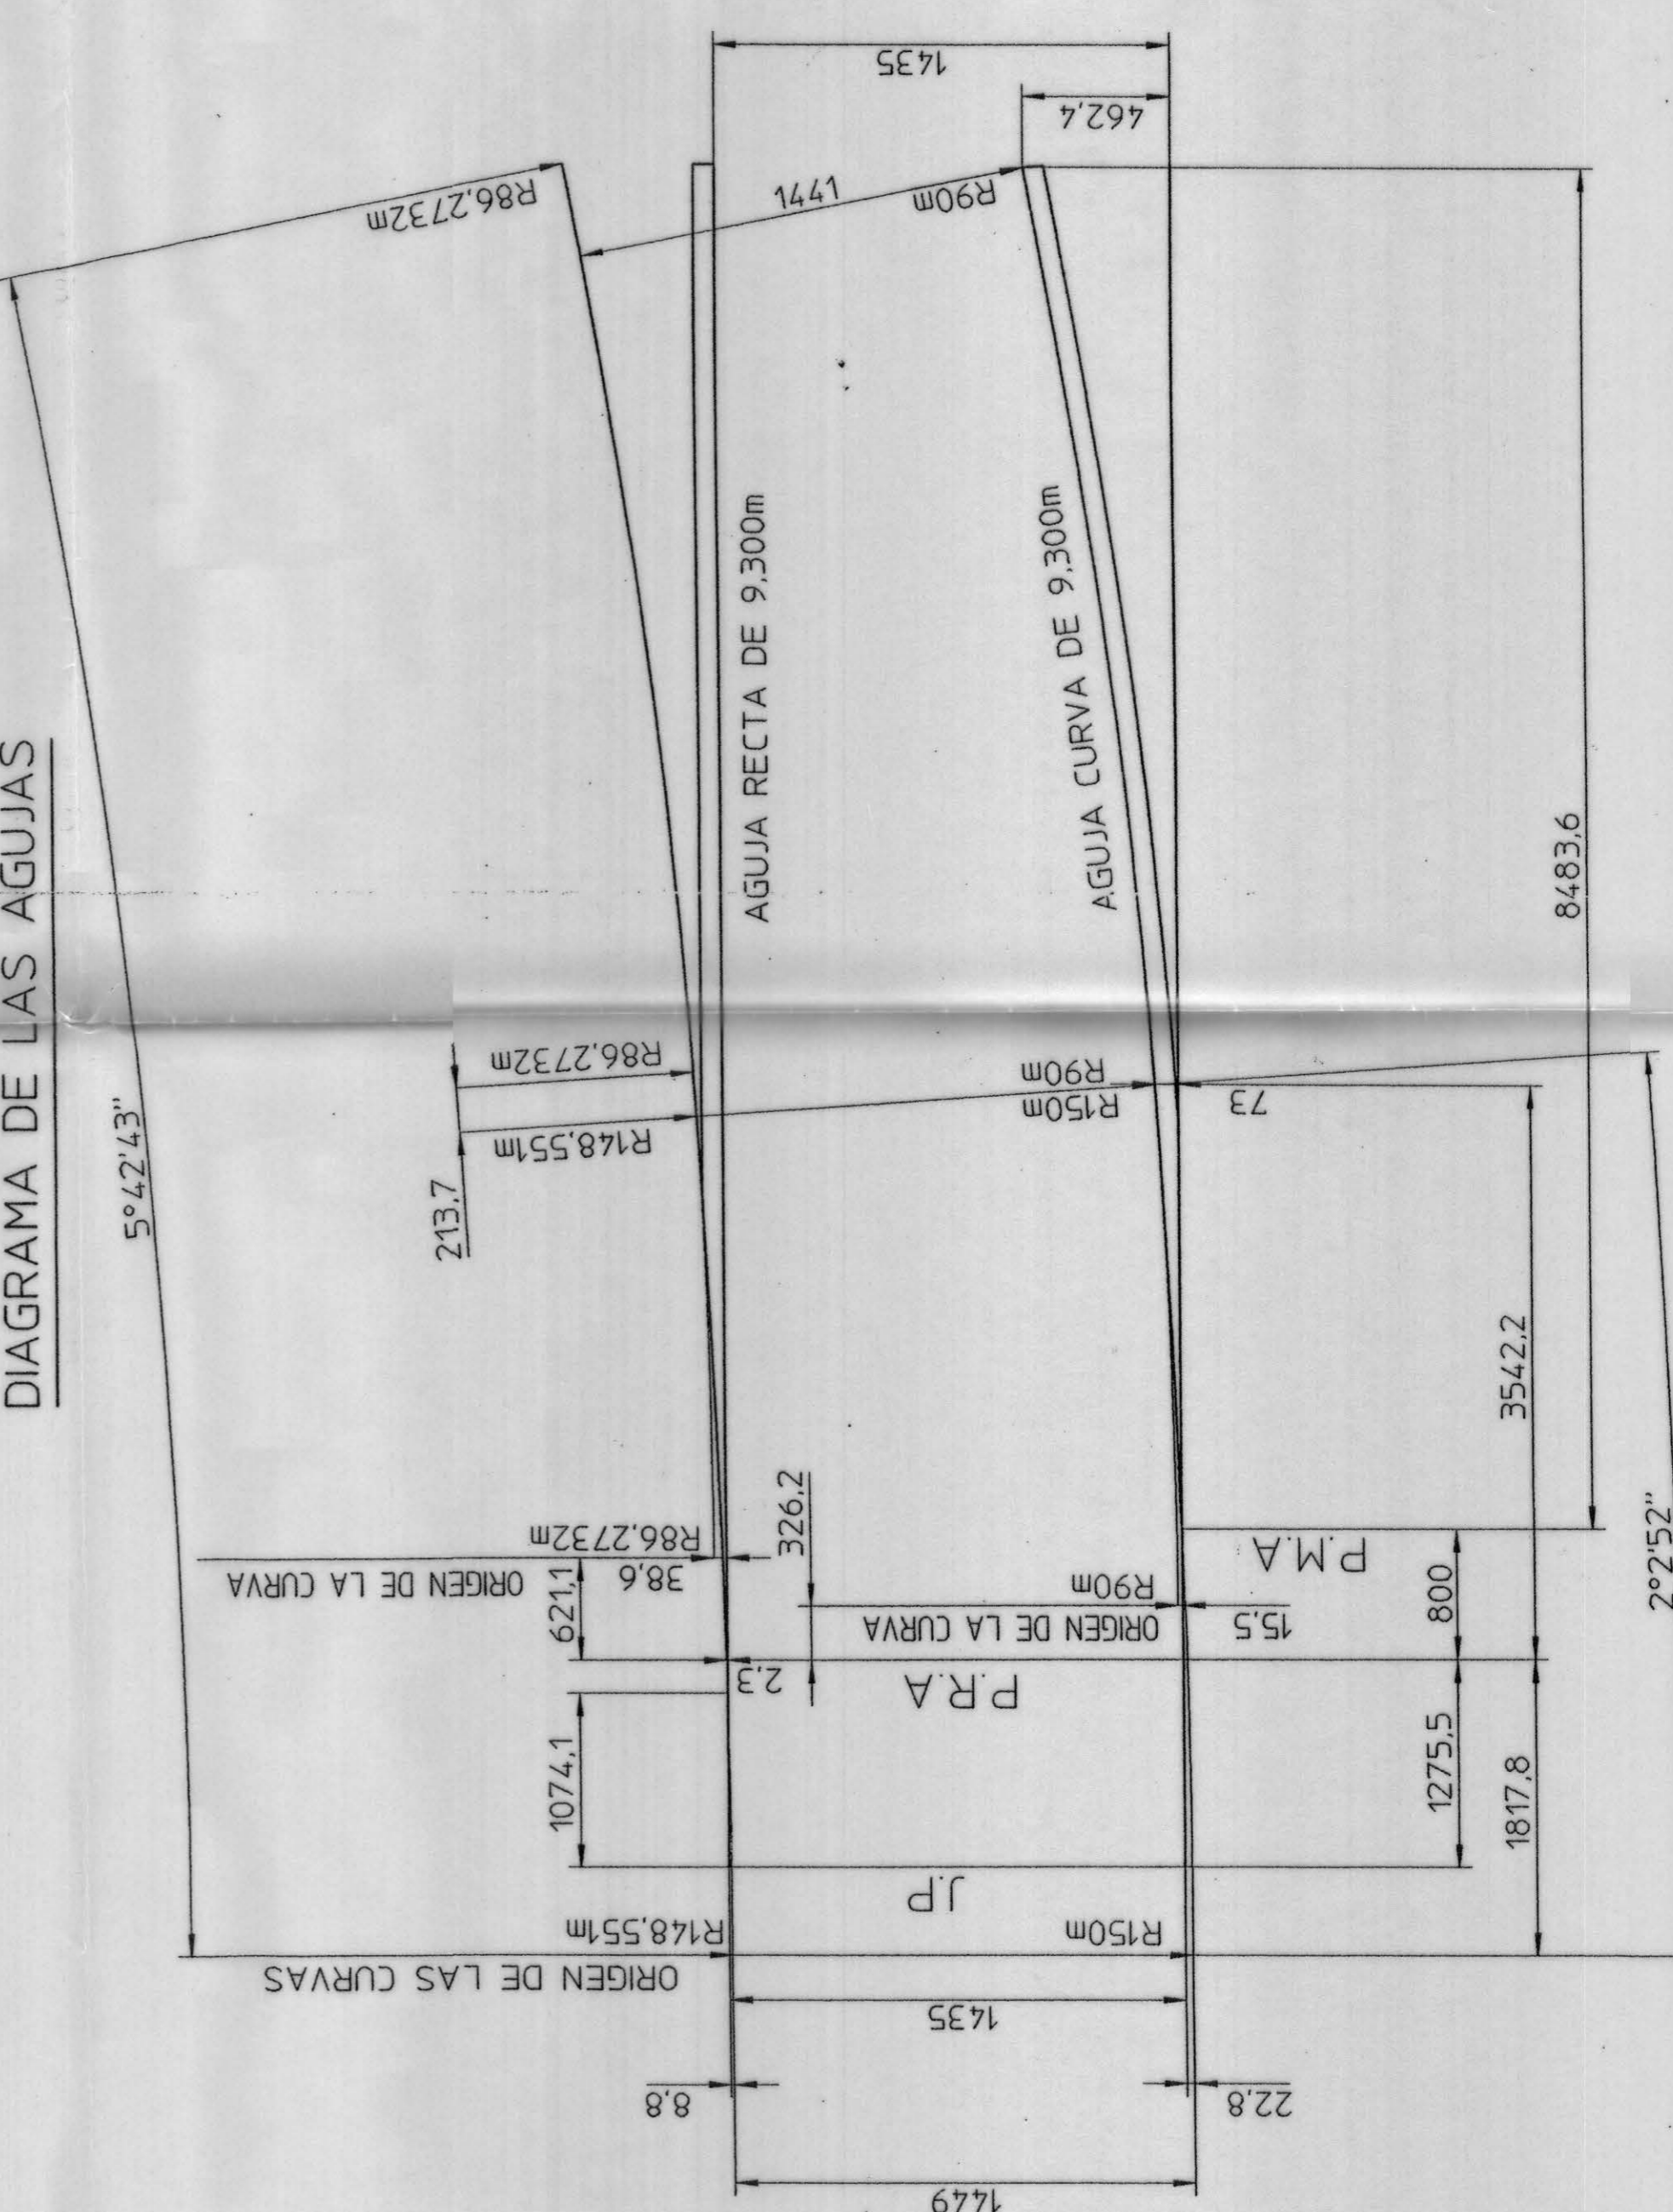 DIAGRAMA DE LAS AGUJAS
5°42'43"
R86,2732m
1435
462,4
1441
R90m
AGUJA RECTA DE 9,300m
AGUJA CURVA DE 9,300m
8483,6
R86,2732m
R148,551m
213,7
R90m
R150m
73
3542,2
R86,2732m
ORIGEN DE LA CURVA
38,6
621,1
326,2
R90m
ORIGEN DE LA CURVA
15,5
P.M.A
800
2°2'52"
2,3
P.R.A
1074,1
1275,5
1817,8
J.P
R148,551m
R150m
ORIGEN DE LAS CURVAS
1435
8,8
22,8
1449